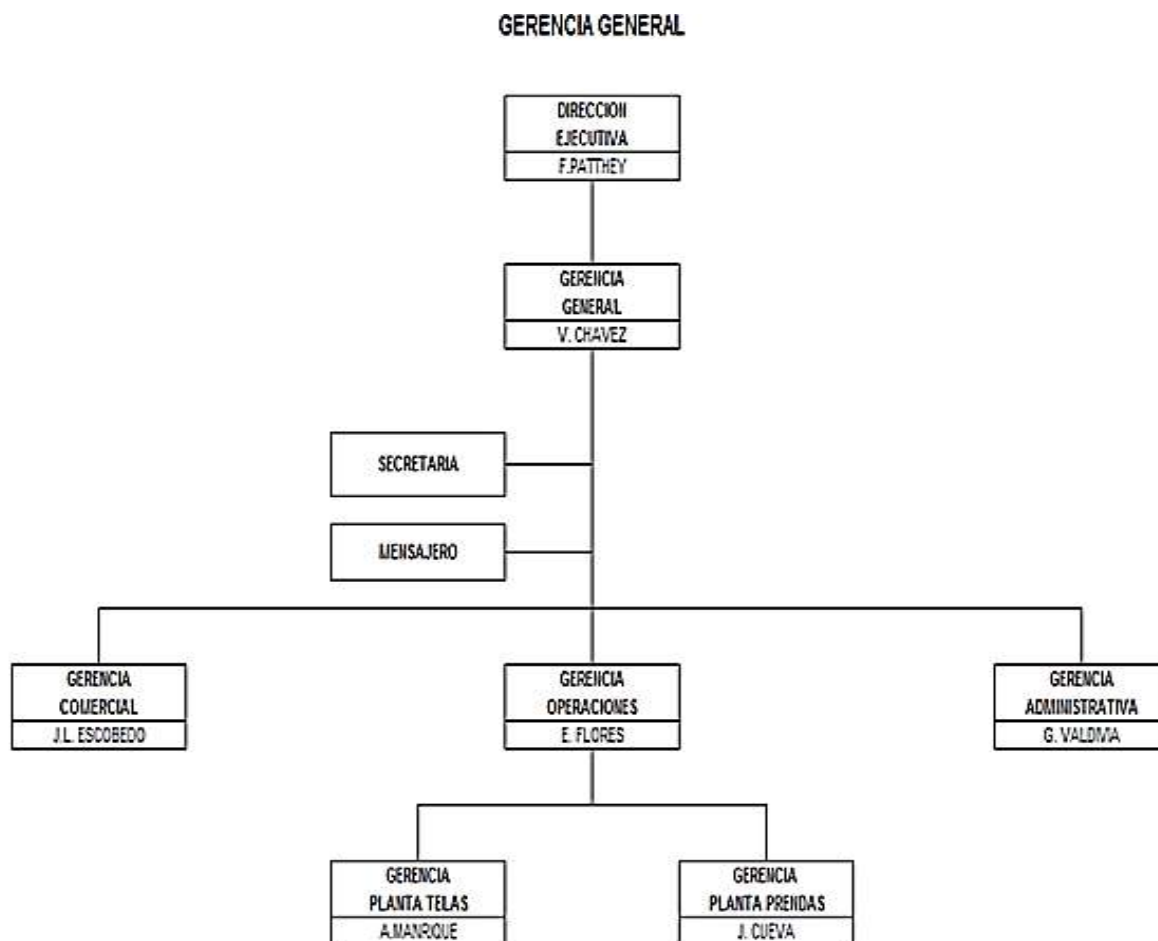 GERENCIA GENERAL
DIRECCION
EJECUTIVA
F.PATTHEY
GERENCIA
GENERAL
V. CHAVEZ
SECRETARIA
MENSAJERO
GERENCIA
COMERCIAL
J.L. ESCOBEDO
GERENCIA
OPERACIONES
E. FLORES
GERENCIA
ADMINISTRATIVA
G. VALDIVIA
GERENCIA
PLANTA TELAS
A.MANRIQUE
GERENCIA
PLANTA PRENDAS
J. CUEVA